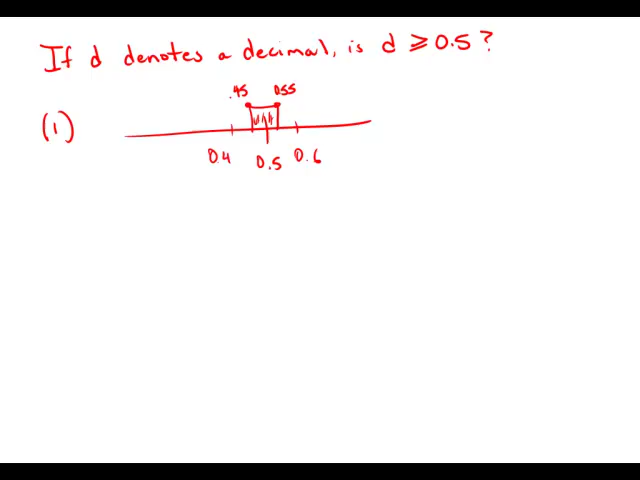 If d denotes a decimal, is d ⩾ 0.5?
.45 0.55
(1)
0.4 0.5 0.6